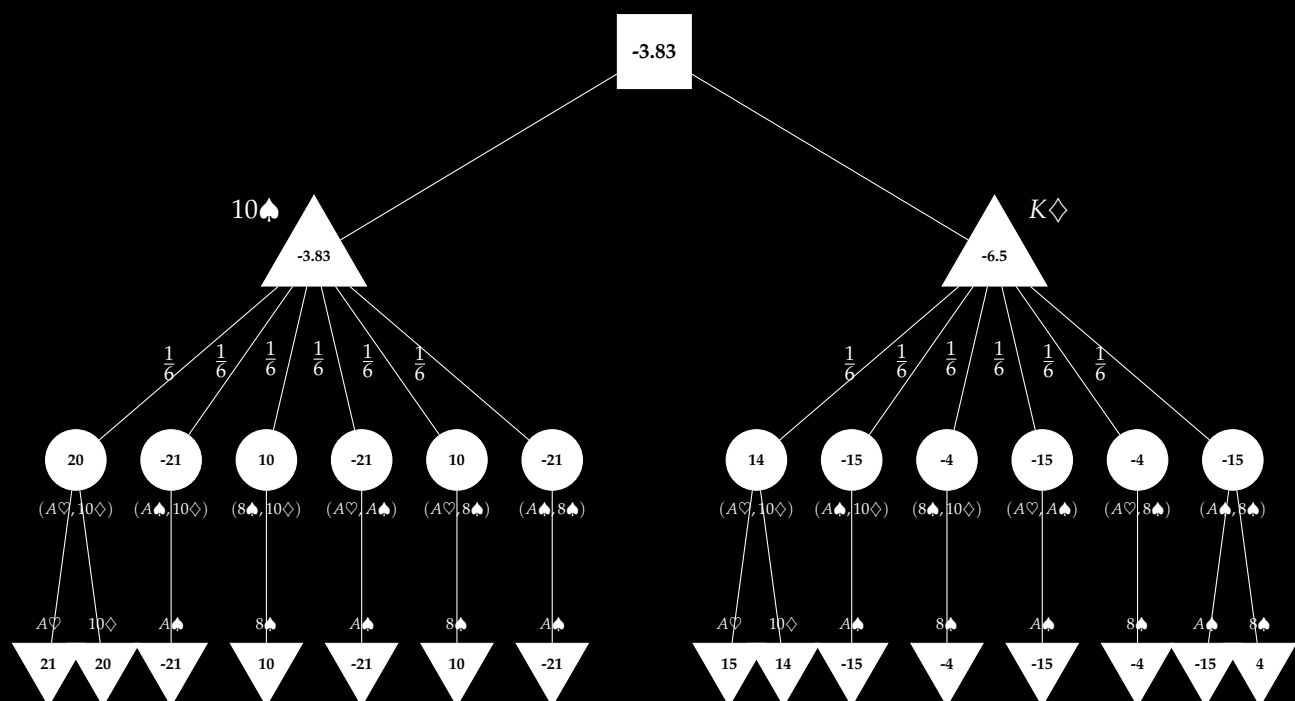 -3.83
10♠ K♢
-3.83 -6.5
1/6 1/6 1/6 1/6 1/6 1/6 1/6 1/6 1/6 1/6 1/6 1/6
20 -21 10 -21 10 -21 14 -15 -4 -15 -4 -15
(A♡, 10♢) (A♠, 10♢) (8♠, 10♢) (A♡, A♠) (A♡, 8♠) (A♠, 8♠) (A♡, 10♢) (A♠, 10♢) (8♠, 10♢) (A♡, A♠) (A♡, 8♠) (A♠, 8♠)
A♡ 10♢ A♠ 8♠ A♠ 8♠ A♠ A♡ 10♢ A♠ 8♠ A♠ 8♠ A♠ 8♠
21 20 -21 10 -21 10 -21 15 14 -15 -4 -15 -4 -15 4